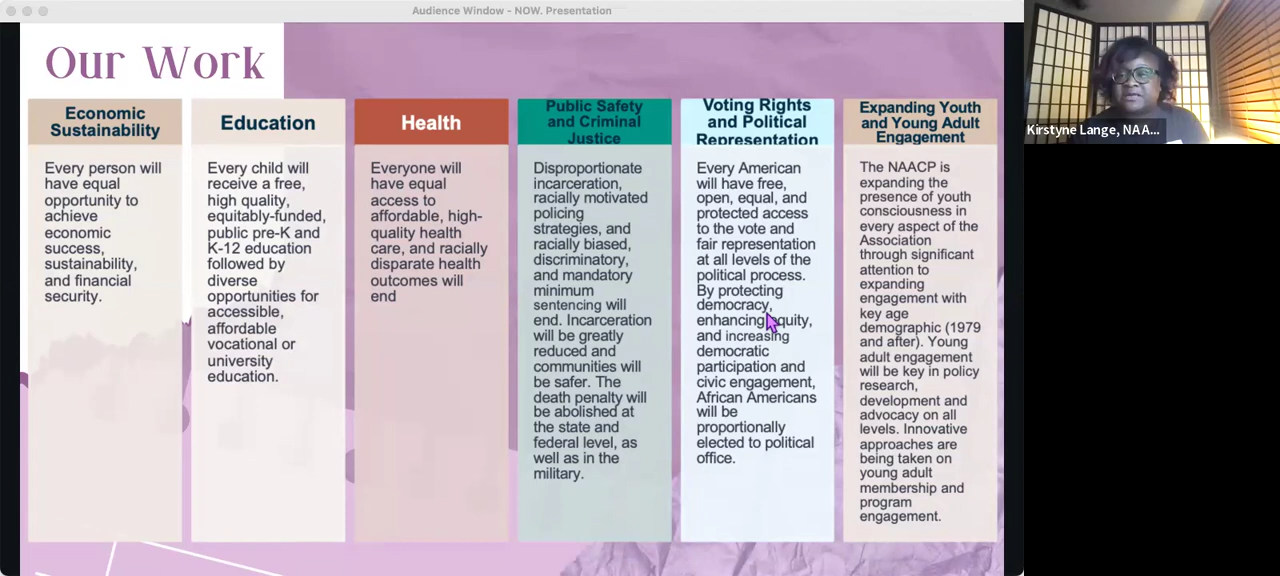 Audience Window - NOW. Presentation
Our Work
Economic
Sustainability
Every person will
have equal
opportunity to
achieve
economic
success,
sustainability,
and financial
security.
Education
Every child will
receive a free,
high quality,
equitably-funded,
public pre-K and
K-12 education
followed by
diverse
opportunities for
accessible,
affordable
vocational or
university
education.
Health
Everyone will
have equal
access to
affordable, high-
quality health
care, and racially
disparate health
outcomes will
end
Public Safety
and Criminal
Justice
Disproportionate
incarceration,
racially motivated
policing
strategies, and
racially biased,
discriminatory,
and mandatory
minimum
sentencing will
end. Incarceration
will be greatly
reduced and
communities will
be safer. The
death penalty will
be abolished at
the state and
federal level, as
well as in the
military.
Voting Rights
and Political
Representation
Every American
will have free,
open, equal, and
protected access
to the vote and
fair representation
at all levels of the
political process.
By protecting
democracy,
enhancing equity,
and increasing
democratic
participation and
civic engagement,
African Americans
will be
proportionally
elected to political
office.
Expanding Youth
and Young Adult
Engagement
The NAACP is
expanding the
presence of youth
consciousness in
every aspect of the
Association
through significant
attention to
expanding
engagement with
key age
demographic (1979
and after). Young
adult engagement
will be key in policy
research,
development and
advocacy on all
levels. Innovative
approaches are
being taken on
young adult
membership and
program
engagement.
Kirstyne Lange, NAA...